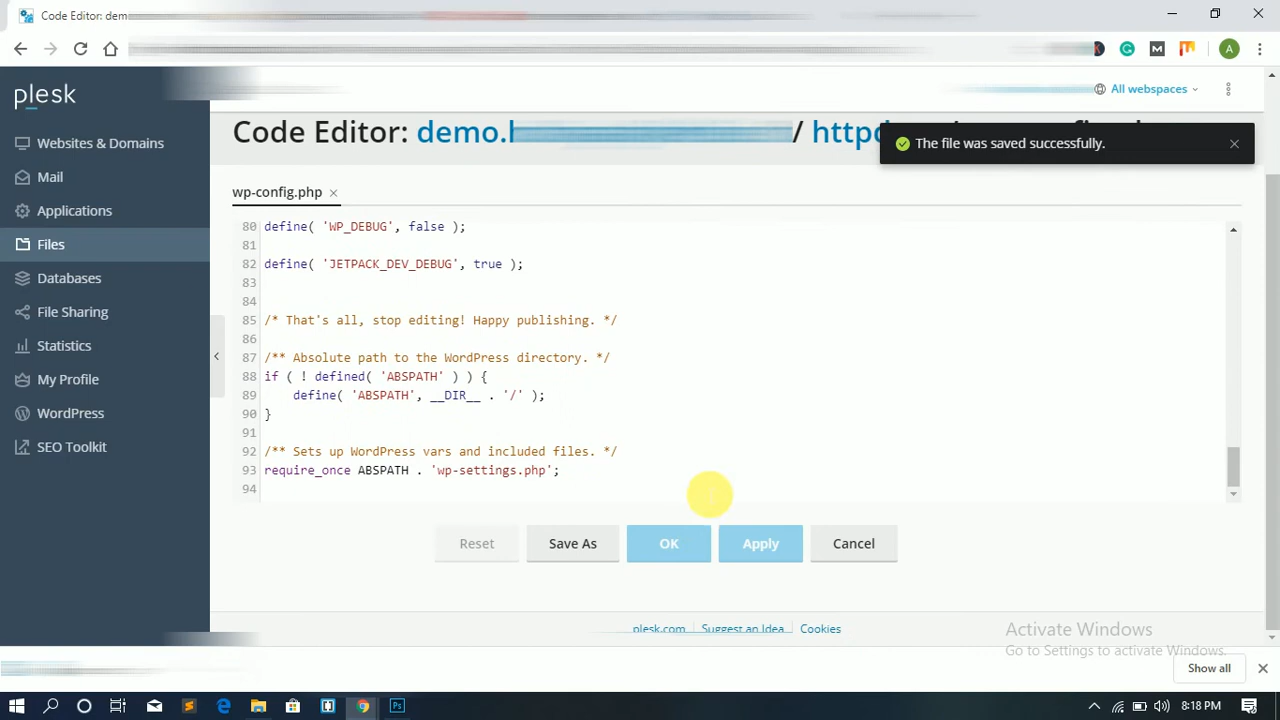 Code Editor: dem
A
plesk
All webspaces
Websites & Domains
Mail
Applications
Files
Databases
File Sharing
Statistics
My Profile
WordPress
SEO Toolkit
Code Editor: demo. / httpd
The file was saved successfully.
wp-config.php
80 define( 'WP_DEBUG', false );
81
82 define( 'JETPACK_DEV_DEBUG', true );
83
84
85 /* That's all, stop editing! Happy publishing. */
86
87 /** Absolute path to the WordPress directory. */
88 if ( ! defined( 'ABSPATH' ) ) {
89 define( 'ABSPATH', __DIR__ . '/' );
90 }
91
92 /** Sets up WordPress vars and included files. */
93 require_once ABSPATH . 'wp-settings.php';
94
Reset Save As OK Apply Cancel
plesk.com Suggest an Idea Cookies
Activate Windows
Go to Settings to activate Windows.
Show all
Ps
8:18 PM